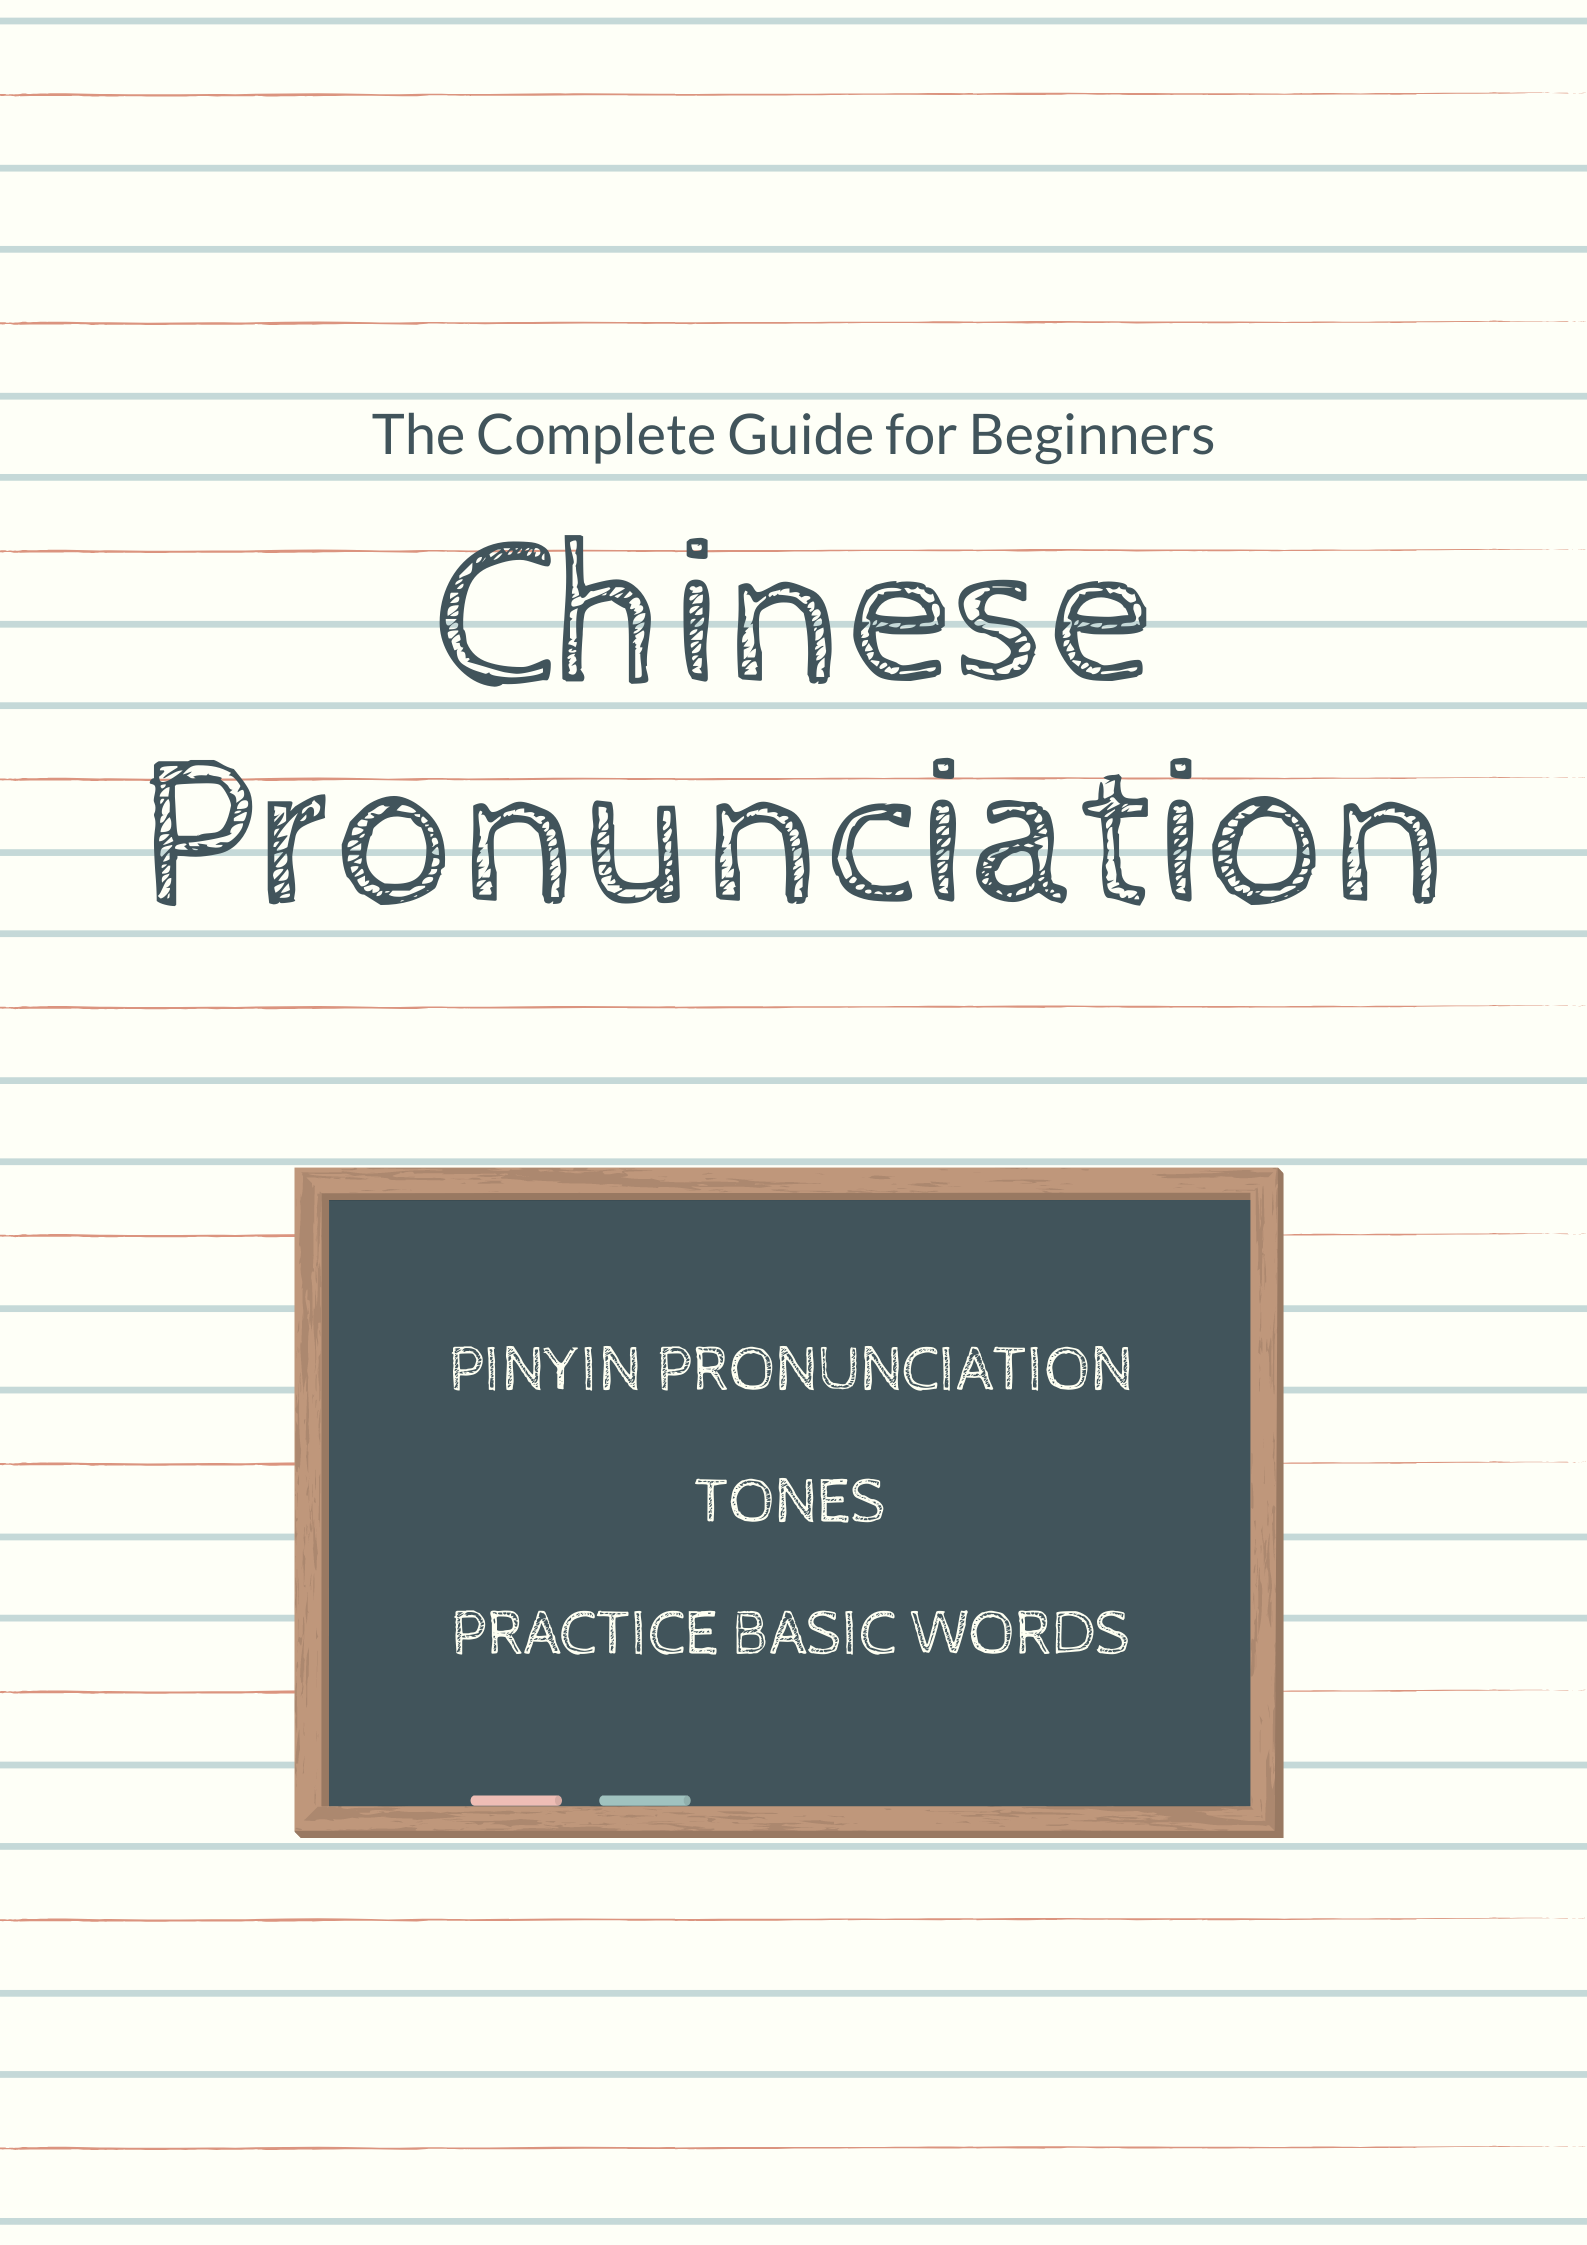 The Complete Guide for Beginners
Chinese
Pronunciation
PINYIN PRONUNCIATION
TONES
PRACTICE BASIC WORDS